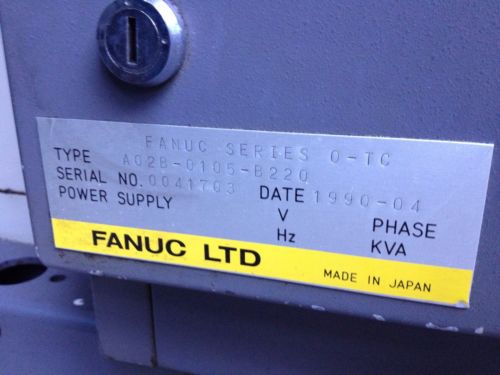 FANUC SERIES 0-TC
TYPE A02B-0105-B220
SERIAL NO. 0041703 DATE 1990-04
POWER SUPPLY V PHASE
Hz KVA
FANUC LTD MADE IN JAPAN